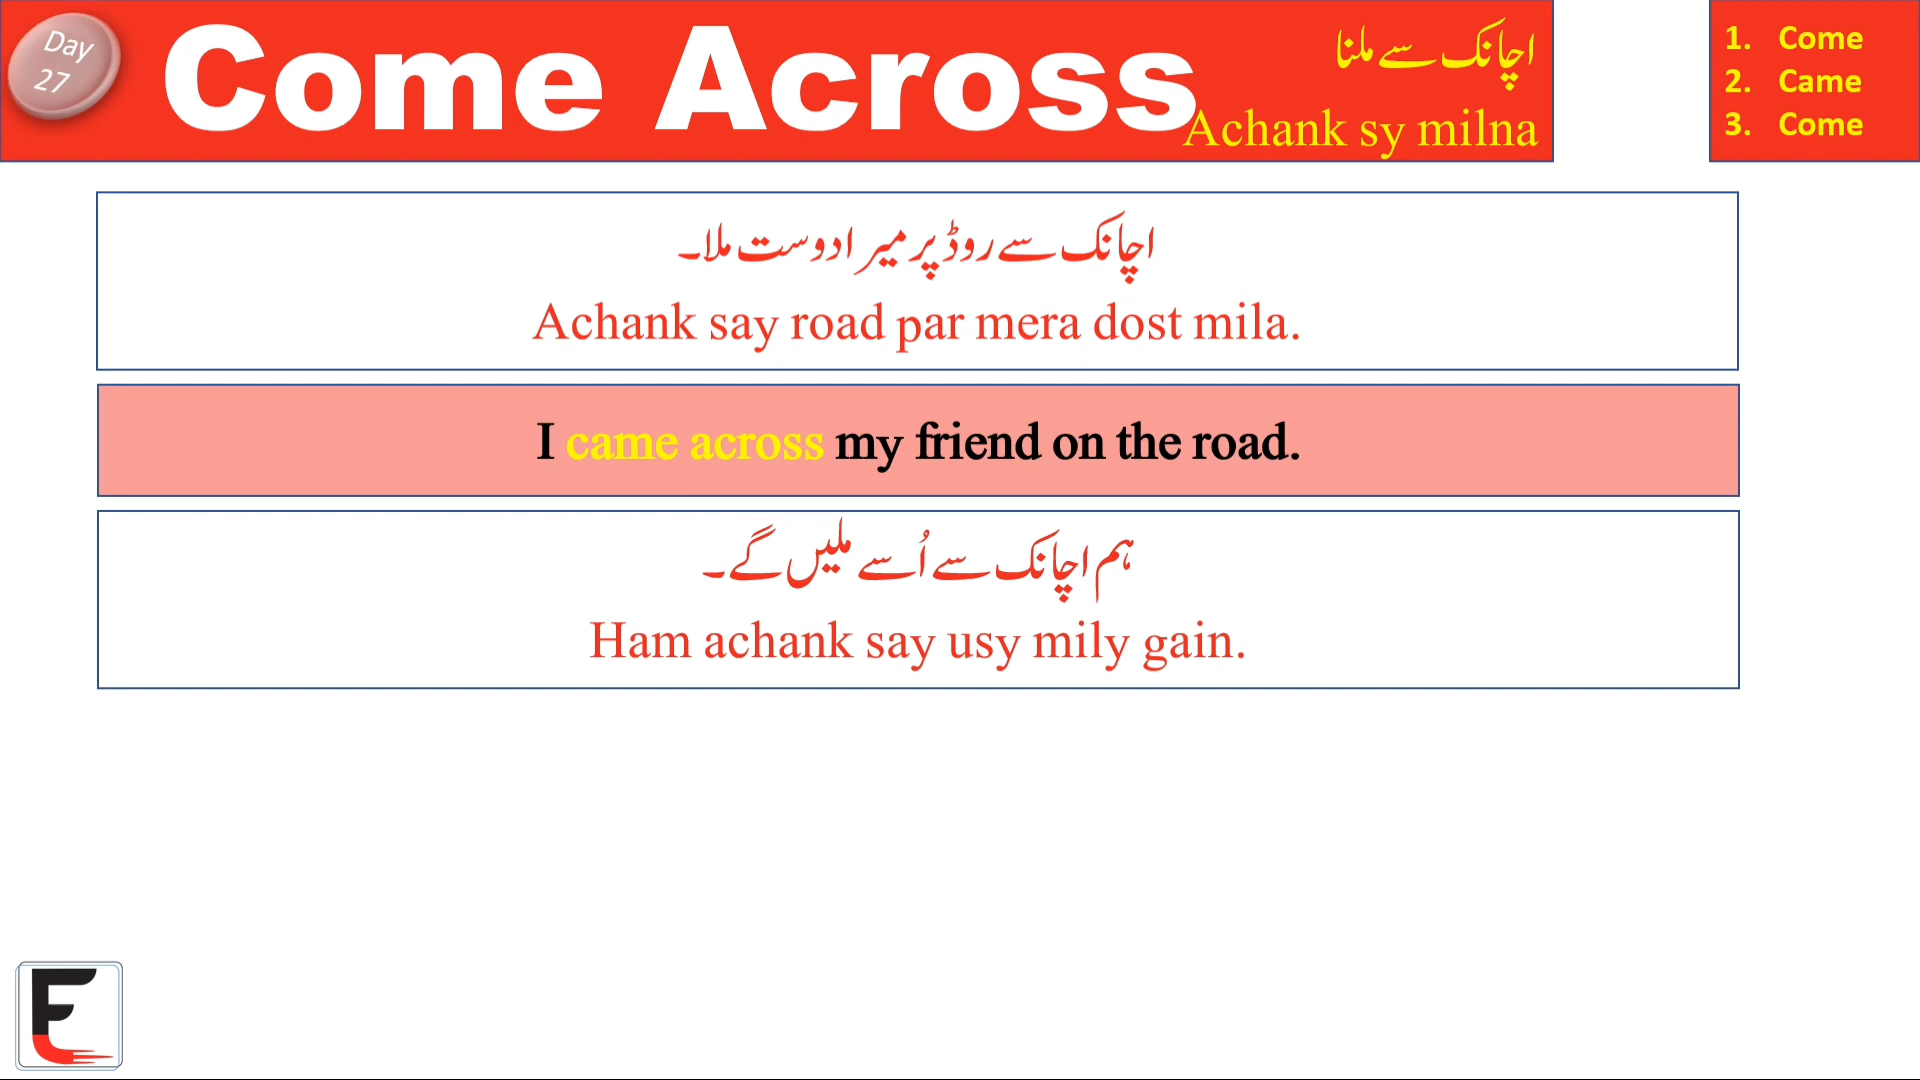 Day
27
Come Across
اچانک سے ملنا
Achank sy milna
1. Come
2. Came
3. Come
اچانک سے روڈ پر میرا دوست ملا۔
Achank say road par mera dost mila.
I came across my friend on the road.
ہم اچانک سے اُسے ملیں گے۔
Ham achank say usy mily gain.